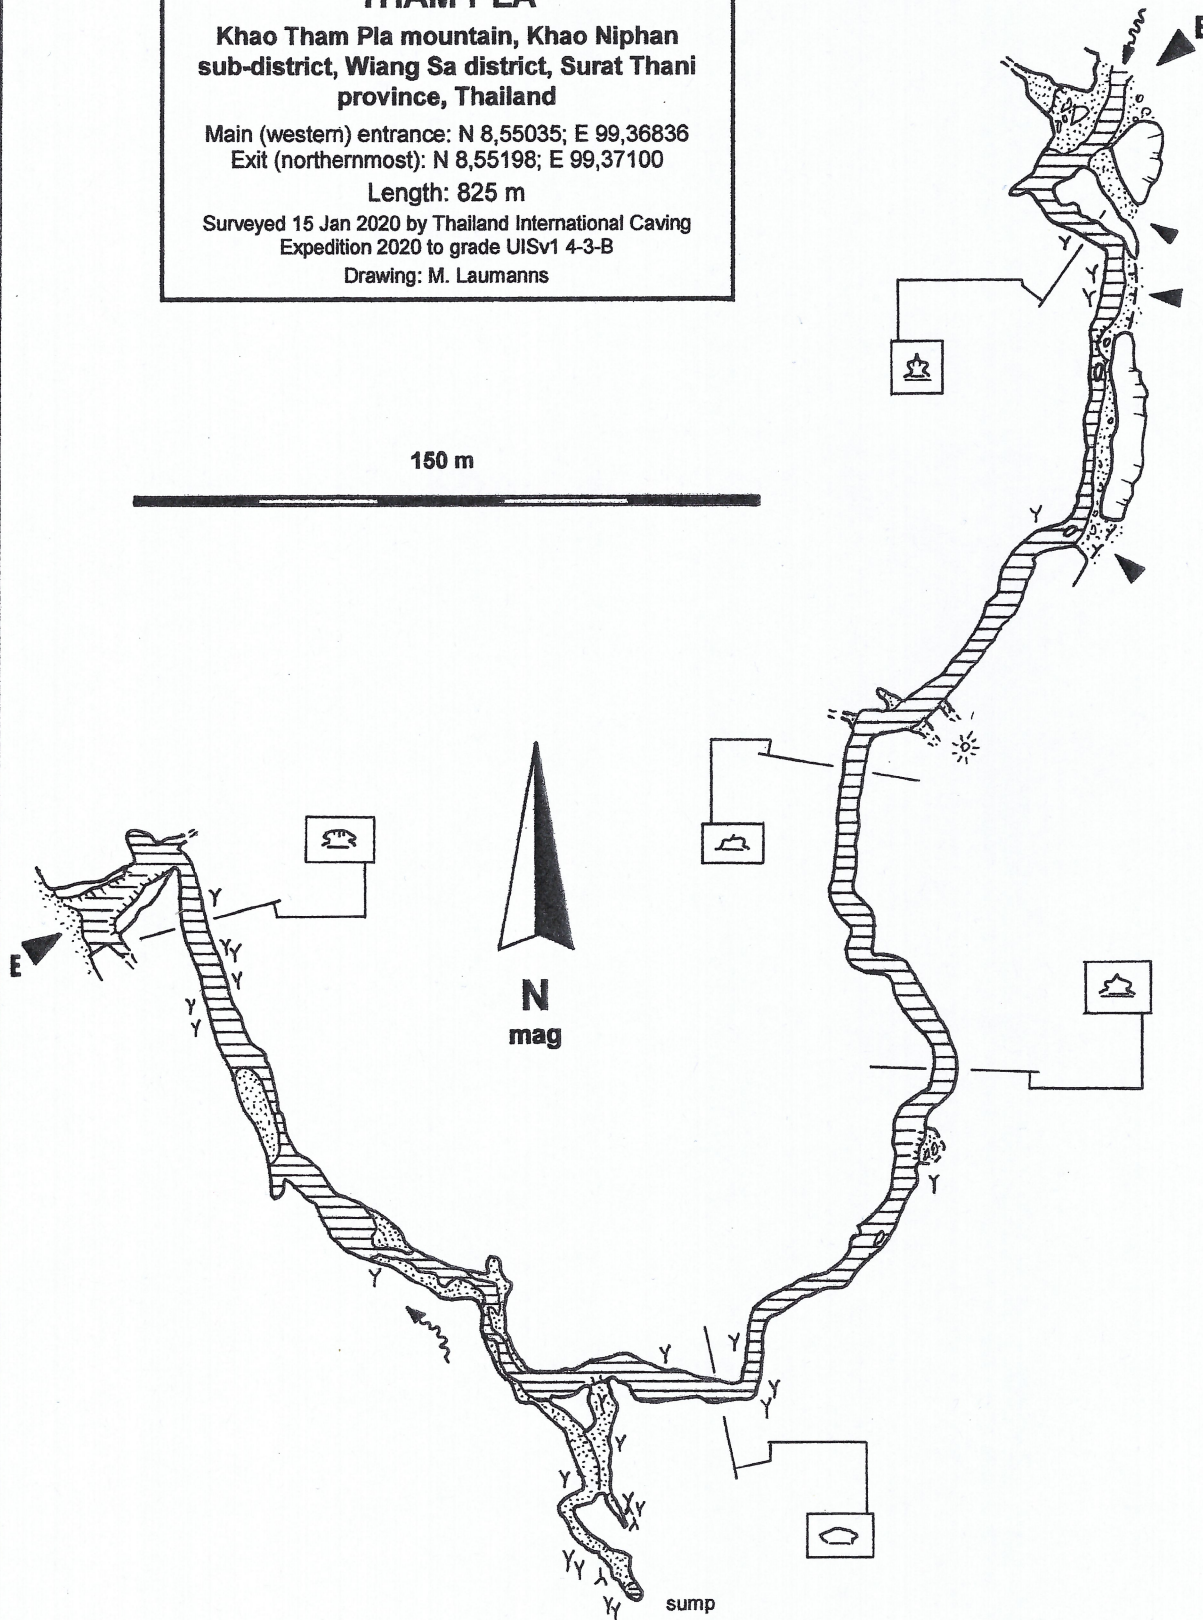 THAM PLA
Khao Tham Pla mountain, Khao Niphan
sub-district, Wiang Sa district, Surat Thani
province, Thailand
Main (western) entrance: N 8,55035; E 99,36836
Exit (northernmost): N 8,55198; E 99,37100
Length: 825 m
Surveyed 15 Jan 2020 by Thailand International Caving
Expedition 2020 to grade UISv1 4-3-B
Drawing: M. Laumanns
E
150 m
E
N
mag
sump